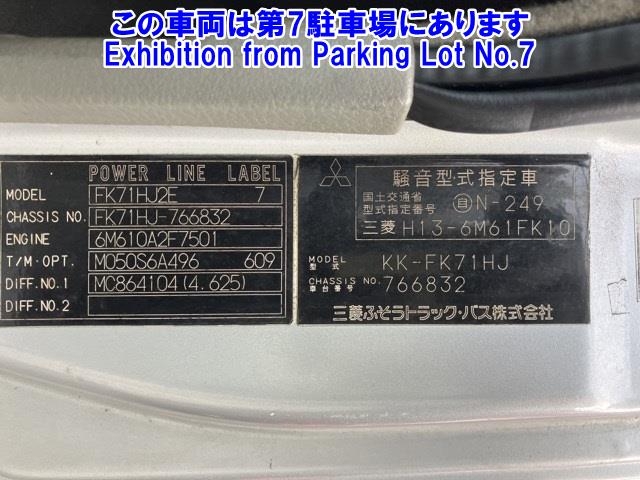 この車両は第7駐車場にあります
Exhibition from Parking Lot No.7
POWER LINE LABEL
MODEL FK71HJ2E 7
CHASSIS NO. FK71HJ-766832
ENGINE 6M610A2F7501
T/M・OPT. M050S6A496 609
DIFF.NO.1 MC864104(4.625)
DIFF.NO.2
騒音型式指定車
国土交通省
型式指定番号 自N-249
三菱 H13-6M61FK10
MODEL
型式 KK-FK71HJ
CHASSIS NO.
車台番号 766832
三菱ふそうトラック・バス株式会社